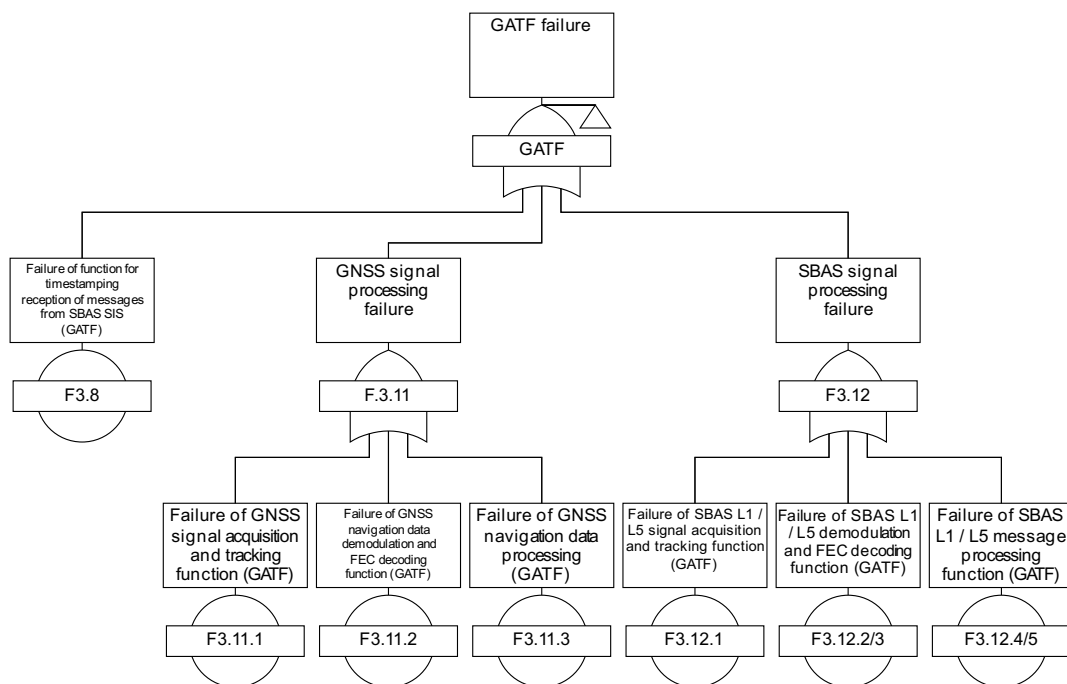 GATF failure
GATF
Failure of function for
timestamping
reception of messages
from SBAS SIS
(GATF)
F3.8
GNSS signal
processing
failure
F.3.11
SBAS signal
processing
failure
F3.12
Failure of GNSS
signal acquisition
and tracking
function (GATF)
F3.11.1
Failure of GNSS
navigation data
demodulation and
FEC decoding
function (GATF)
F3.11.2
Failure of GNSS
navigation data
processing
(GATF)
F3.11.3
Failure of SBAS L1 /
L5 signal acquisition
and tracking function
(GATF)
F3.12.1
Failure of SBAS L1
/ L5 demodulation
and FEC decoding
function (GATF)
F3.12.2/3
Failure of SBAS
L1 / L5 message
processing
function (GATF)
F3.12.4/5